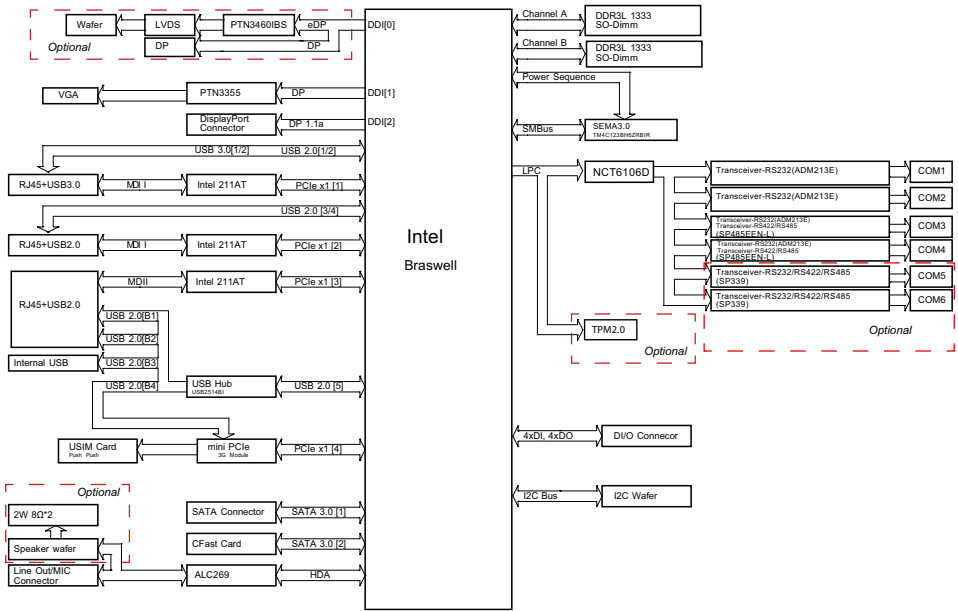 Wafer
LVDS
PTN3460IBS
eDP
DDI[0]
Optional
DP
DP
VGA
PTN3355
DP
DDI[1]
DisplayPort
Connector
DP 1.1a
DDI[2]
USB 3.0[1/2]
USB 2.0[1/2]
RJ45+USB3.0
MDI I
Intel 211AT
PCIe x1 [1]
USB 2.0 [3/4]
RJ45+USB2.0
MDI I
Intel 211AT
PCIe x1 [2]
RJ45+USB2.0
MDII
Intel 211AT
PCIe x1 [3]
USB 2.0[B1]
USB 2.0[B2]
Internal USB
USB 2.0[B3]
USB 2.0[B4]
USB Hub
USB2514BI
USB 2.0 [5]
USIM Card
Push Push
mini PCIe
3G Module
PCIe x1 [4]
Optional
2W 8Ω*2
Speaker wafer
Line Out/MIC
Connector
SATA Connector
SATA 3.0 [1]
CFast Card
SATA 3.0 [2]
ALC269
HDA
Intel
Braswell
Channel A
DDR3L 1333
SO-Dimm
Channel B
DDR3L 1333
SO-Dimm
Power Sequence
SMBus
SEMA3.0
TM4C123BH6ZRBIR
LPC
NCT6106D
Transceiver-RS232(ADM213E)
COM1
Transceiver-RS232(ADM213E)
COM2
Transceiver-RS232(ADM213E)
Transceiver-RS422/RS485
(SP485EEN-L)
COM3
Transceiver-RS232(ADM213E)
Transceiver-RS422/RS485
(SP485EEN-L)
COM4
Transceiver-RS232/RS422/RS485
(SP339)
COM5
Transceiver-RS232/RS422/RS485
(SP339)
COM6
Optional
TPM2.0
Optional
4xDI, 4xDO
DI/O Connecor
I2C Bus
I2C Wafer